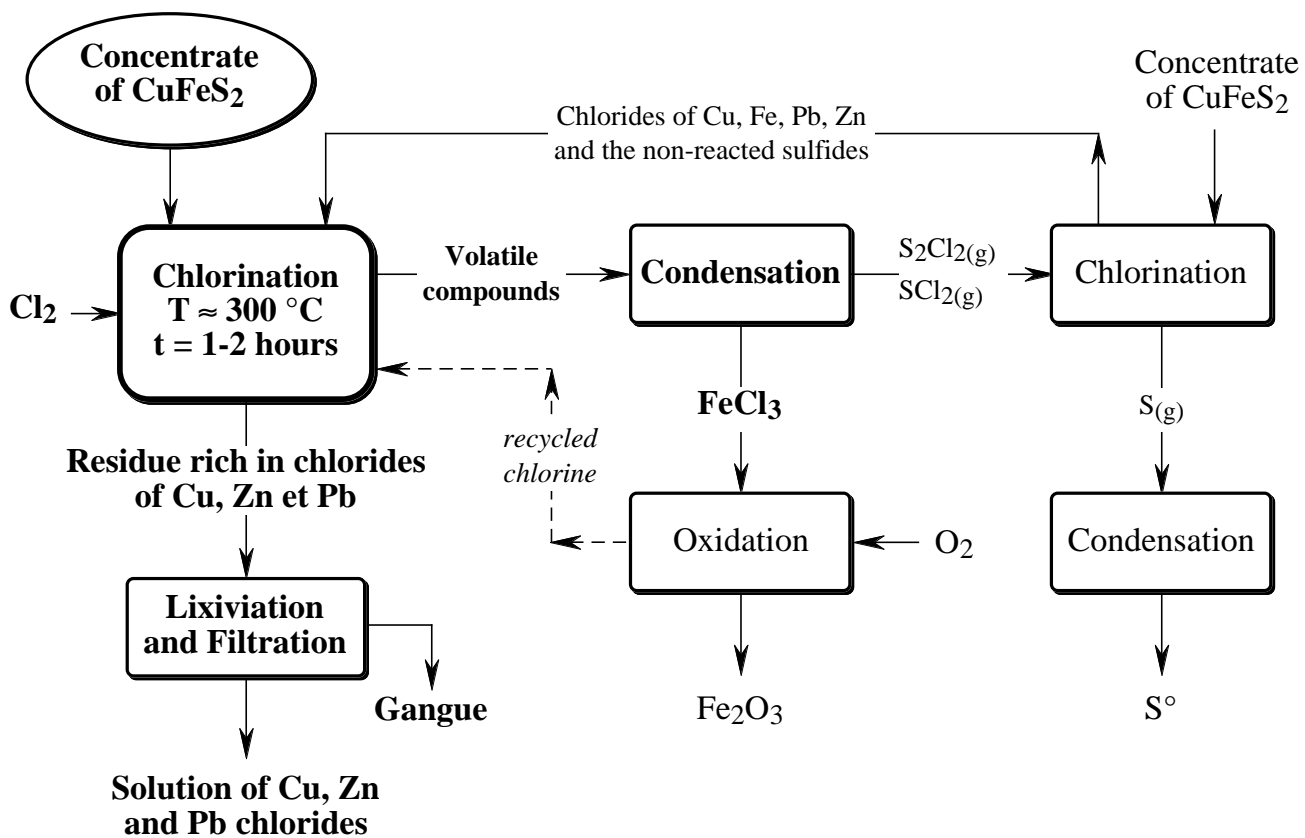 Concentrate
of CuFeS2
Concentrate
of CuFeS2
Chlorides of Cu, Fe, Pb, Zn
and the non-reacted sulfides
Cl2
Chlorination
T ≈ 300 °C
t = 1-2 hours
Volatile
compounds
Condensation
S2Cl2(g)
SCl2(g)
Chlorination
FeCl3
S(g)
recycled
chlorine
Residue rich in chlorides
of Cu, Zn et Pb
Oxidation
O2
Condensation
Lixiviation
and Filtration
Gangue
Fe2O3
S°
Solution of Cu, Zn
and Pb chlorides